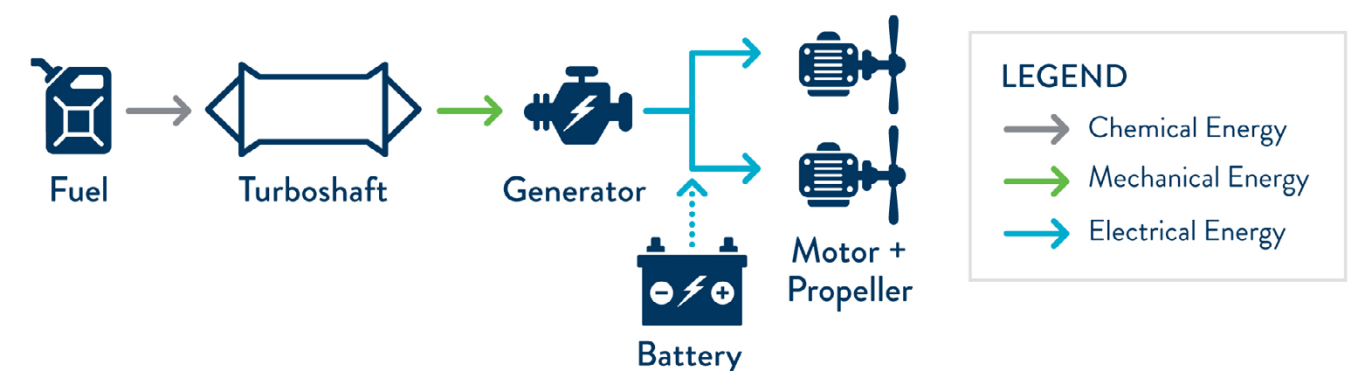 Fuel
Turboshaft
Generator
Battery
Motor +
Propeller
LEGEND
Chemical Energy
Mechanical Energy
Electrical Energy